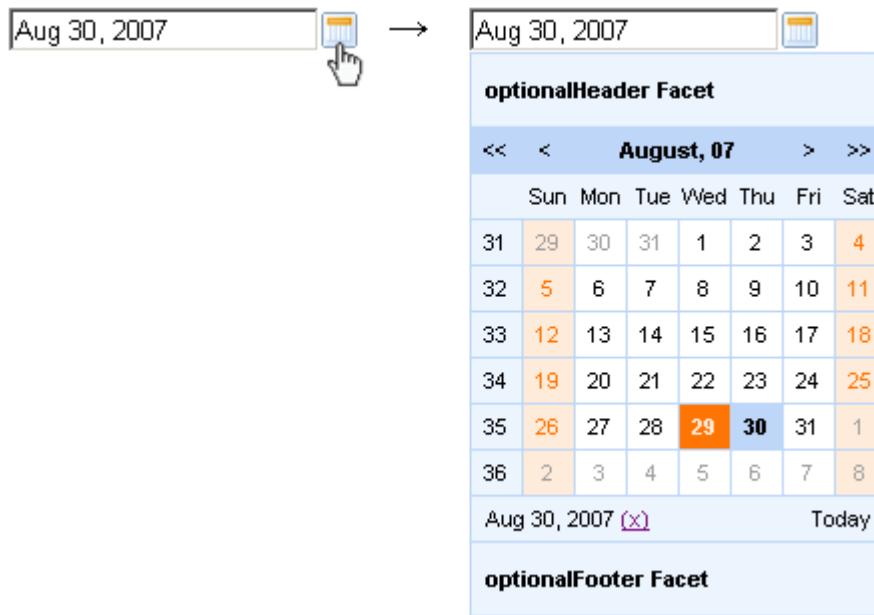 Aug 30, 2007 → Aug 30, 2007
optionalHeader Facet
<< < August, 07 > >>
Sun Mon Tue Wed Thu Fri Sat
31 29 30 31 1 2 3 4
32 5 6 7 8 9 10 11
33 12 13 14 15 16 17 18
34 19 20 21 22 23 24 25
35 26 27 28 29 30 31 1
36 2 3 4 5 6 7 8
Aug 30, 2007 (x) Today
optionalFooter Facet